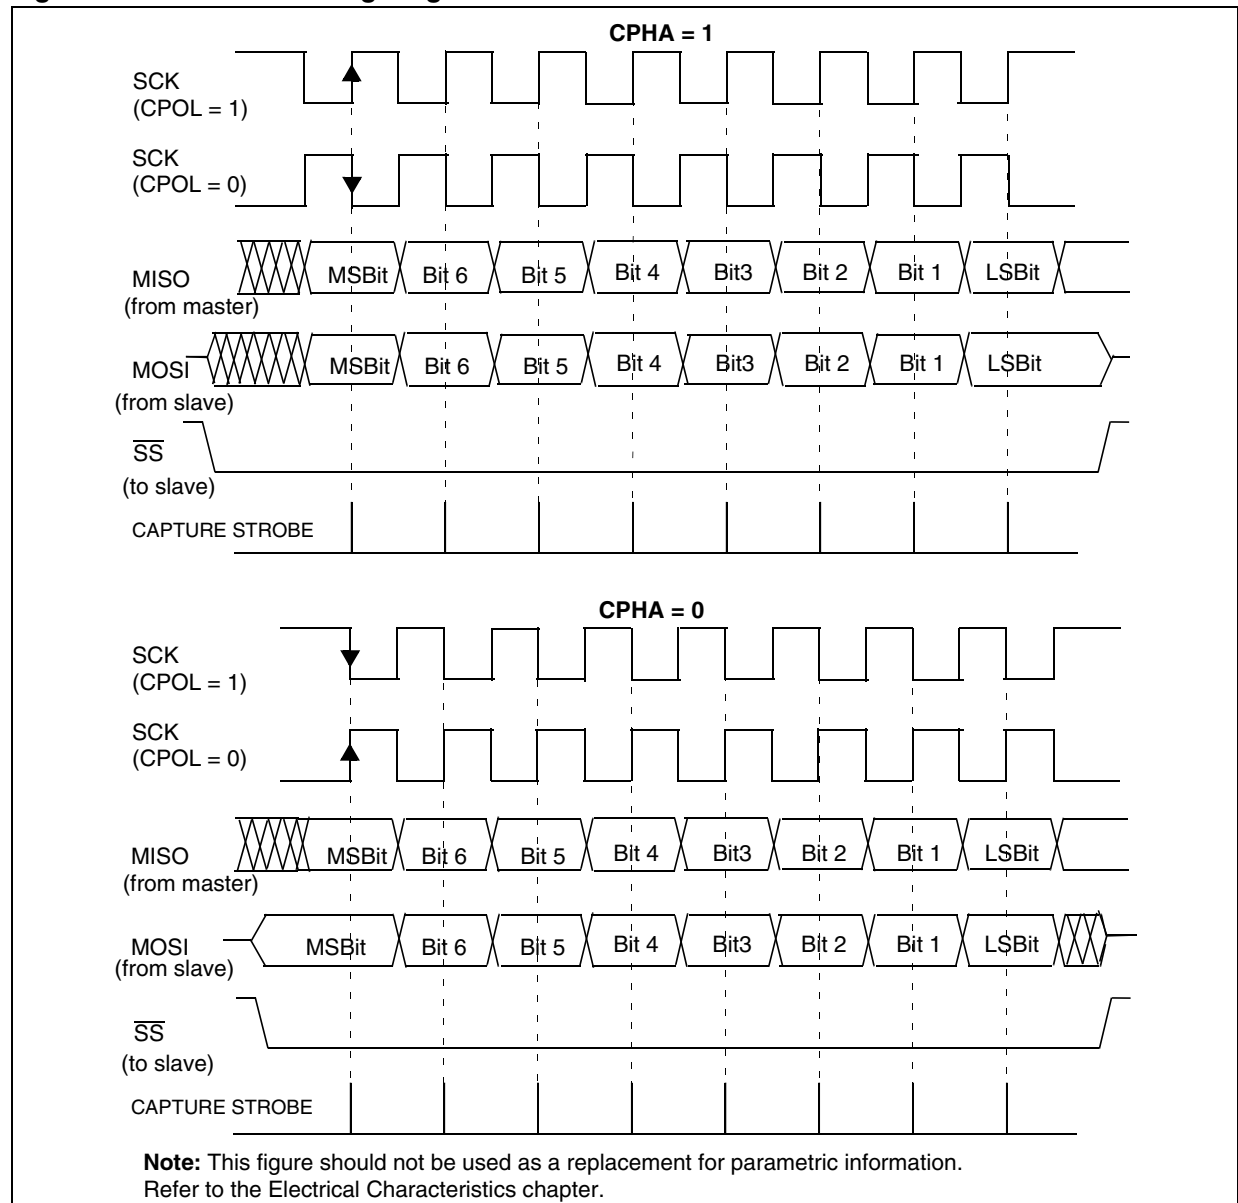 CPHA = 1
SCK
(CPOL = 1)
SCK
(CPOL = 0)
MISO
(from master)
MSBit Bit 6 Bit 5 Bit 4 Bit3 Bit 2 Bit 1 LSBit
MOSI
(from slave)
MSBit Bit 6 Bit 5 Bit 4 Bit3 Bit 2 Bit 1 LSBit
SS
(to slave)
CAPTURE STROBE
CPHA = 0
SCK
(CPOL = 1)
SCK
(CPOL = 0)
MISO
(from master)
MSBit Bit 6 Bit 5 Bit 4 Bit3 Bit 2 Bit 1 LSBit
MOSI
(from slave)
MSBit Bit 6 Bit 5 Bit 4 Bit3 Bit 2 Bit 1 LSBit
SS
(to slave)
CAPTURE STROBE
Note: This figure should not be used as a replacement for parametric information.
Refer to the Electrical Characteristics chapter.